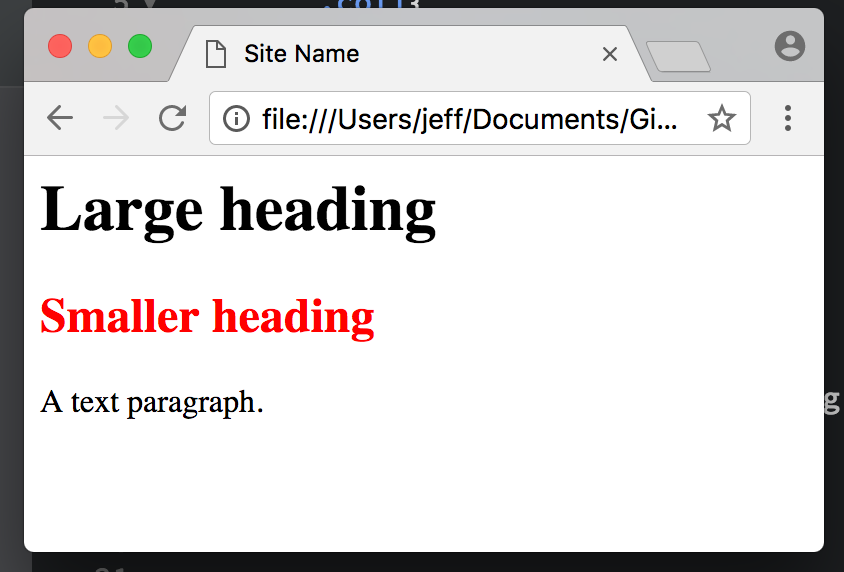 Site Name
file:///Users/jeff/Documents/Gi...
Large heading
Smaller heading
A text paragraph.
g